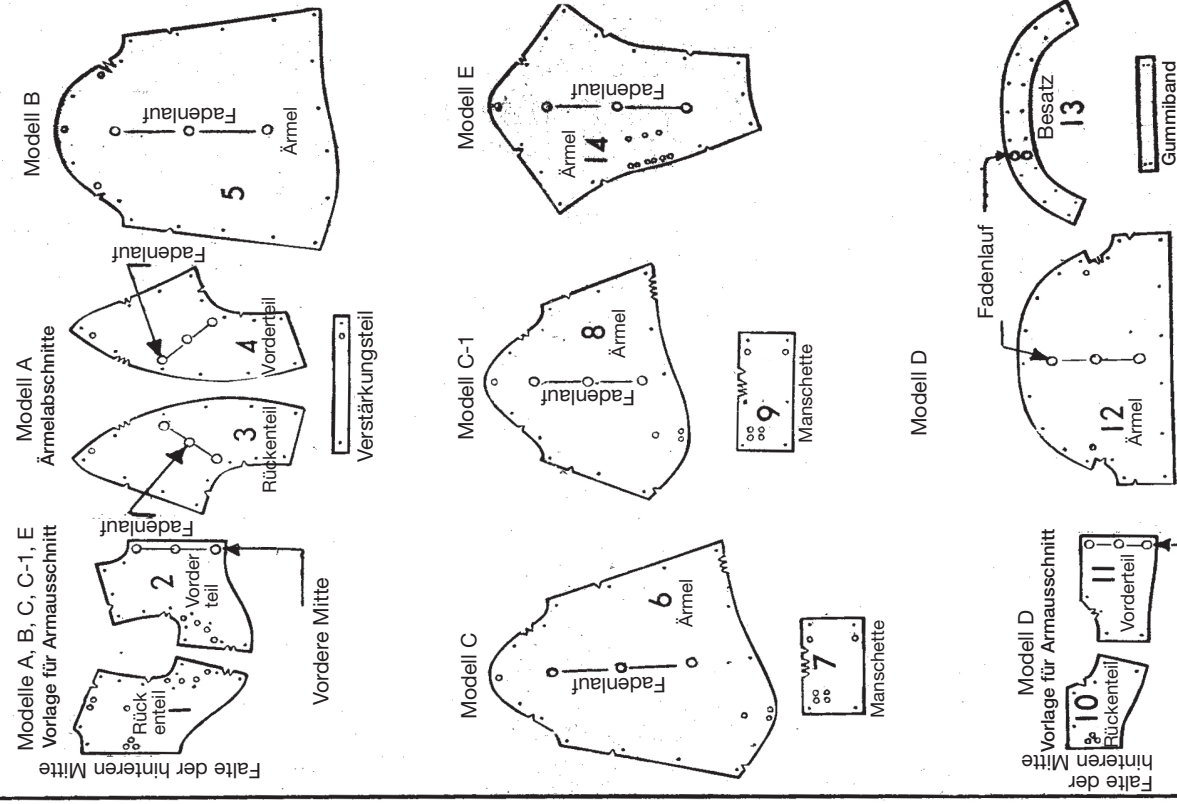 Modelle A, B, C, C-1, E
Vorlage für Armausschnitt
Rück
enteil
1
Falte der hinteren Mitte
2
Vorder
teil
Fadenlauf
Vordere Mitte
Modell A
Ärmelabschnitte
3
Rückenteil
Fadenlauf
4
Vorderteil
Verstärkungsteil
Modell B
Fadenlauf
5
Ärmel
Modell C
6
Ärmel
Fadenlauf
7
Manschette
Modell C-1
8
Ärmel
Fadenlauf
9
Manschette
Modell E
Ärmel
14
Fadenlauf
Modell D
Vorlage für Armausschnitt
10
Rückenteil
Falte der
hinteren Mitte
11
Vorderteil
Modell D
Fadenlauf
12
Ärmel
Besatz
13
Gummiband